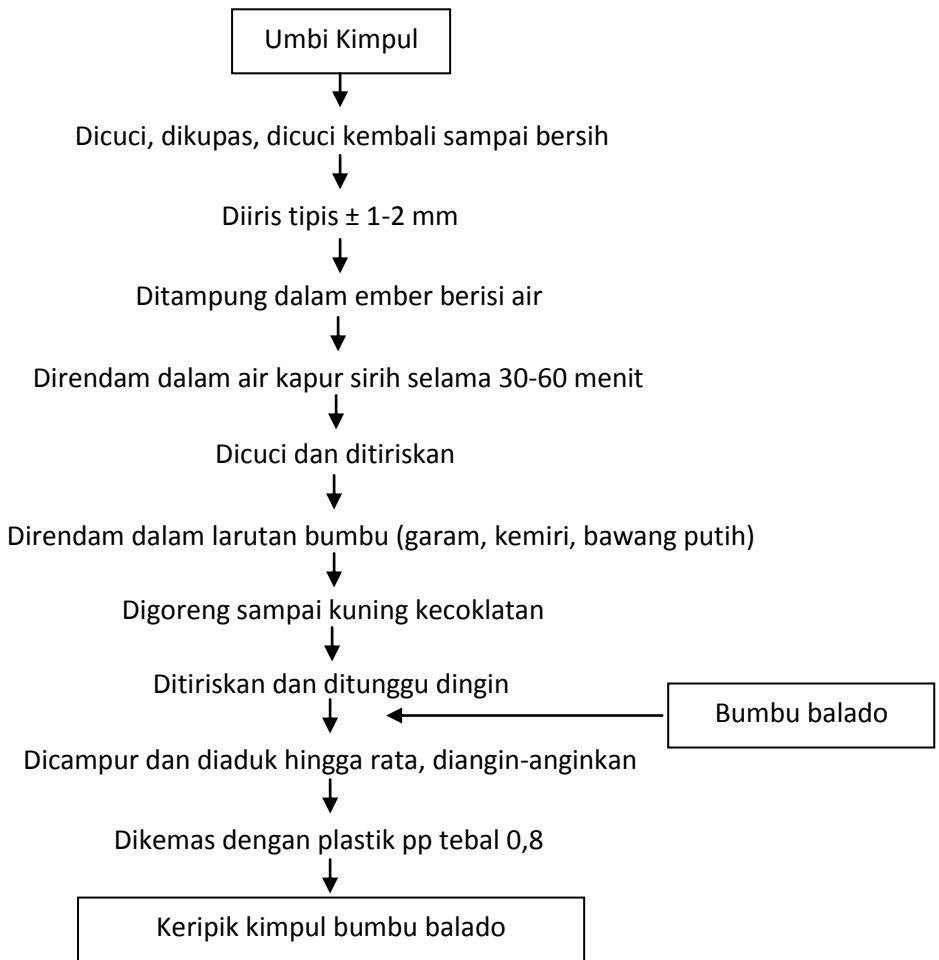 Umbi Kimpul
Dicuci, dikupas, dicuci kembali sampai bersih
Diiris tipis ± 1-2 mm
Ditampung dalam ember berisi air
Direndam dalam air kapur sirih selama 30-60 menit
Dicuci dan ditiriskan
Direndam dalam larutan bumbu (garam, kemiri, bawang putih)
Digoreng sampai kuning kecoklatan
Ditiriskan dan ditunggu dingin
Bumbu balado
Dicampur dan diaduk hingga rata, diangin-anginkan
Dikemas dengan plastik pp tebal 0,8
Keripik kimpul bumbu balado